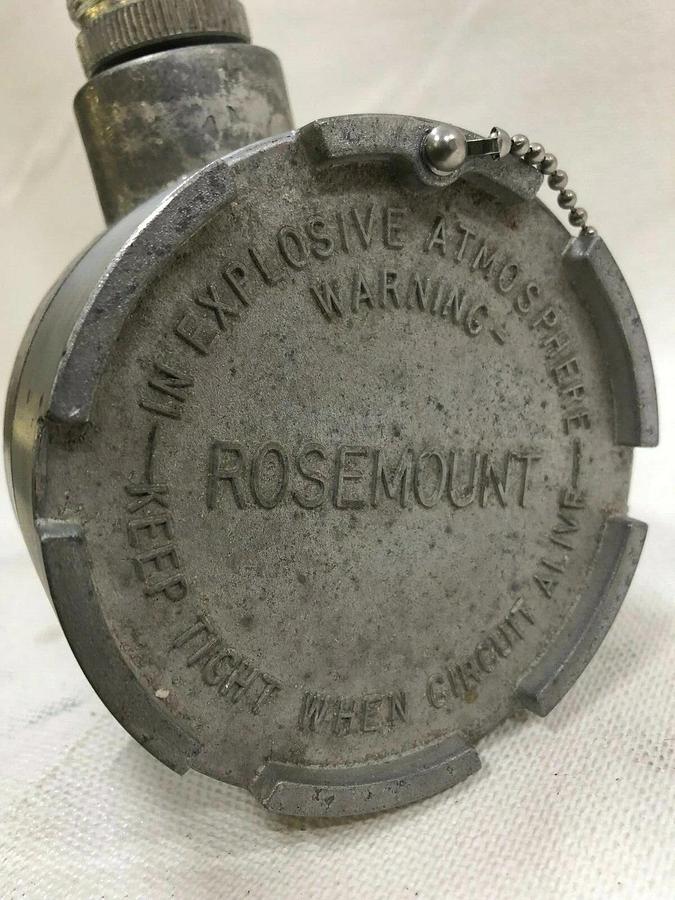 WARNING-
IN EXPLOSIVE ATMOSPHERE
ROSEMOUNT
—KEEP TIGHT WHEN CIRCUIT ALIVE—